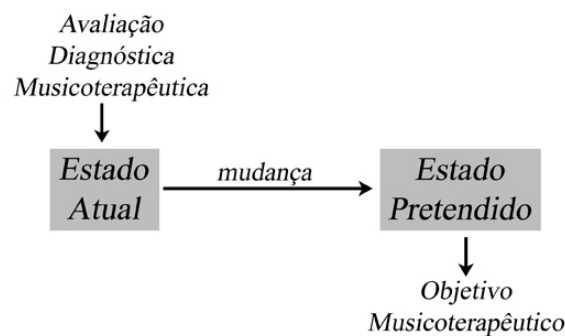 Avaliação
Diagnóstica
Musicoterapêutica
Estado
Atual
mudança
Estado
Pretendido
Objetivo
Musicoterapêutico